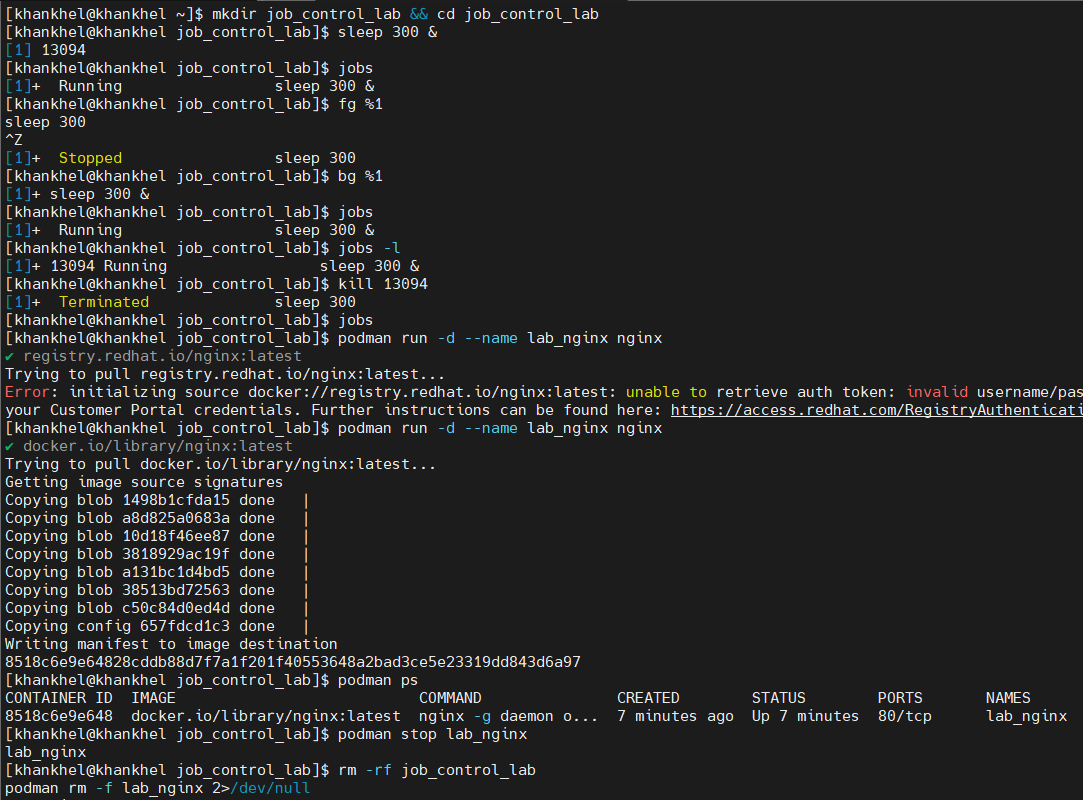 [khankhel@khankhel ~]$ mkdir job_control_lab && cd job_control_lab
[khankhel@khankhel job_control_lab]$ sleep 300 &
[1] 13094
[khankhel@khankhel job_control_lab]$ jobs
[1]+  Running                 sleep 300 &
[khankhel@khankhel job_control_lab]$ fg %1
sleep 300
^Z
[1]+  Stopped                 sleep 300
[khankhel@khankhel job_control_lab]$ bg %1
[1]+ sleep 300 &
[khankhel@khankhel job_control_lab]$ jobs
[1]+  Running                 sleep 300 &
[khankhel@khankhel job_control_lab]$ jobs -l
[1]+ 13094 Running                 sleep 300 &
[khankhel@khankhel job_control_lab]$ kill 13094
[1]+  Terminated              sleep 300
[khankhel@khankhel job_control_lab]$ jobs
[khankhel@khankhel job_control_lab]$ podman run -d --name lab_nginx nginx
✔ registry.redhat.io/nginx:latest
Trying to pull registry.redhat.io/nginx:latest...
Error: initializing source docker://registry.redhat.io/nginx:latest: unable to retrieve auth token: invalid username/pas
your Customer Portal credentials. Further instructions can be found here: https://access.redhat.com/RegistryAuthenticati
[khankhel@khankhel job_control_lab]$ podman run -d --name lab_nginx nginx
✔ docker.io/library/nginx:latest
Trying to pull docker.io/library/nginx:latest...
Getting image source signatures
Copying blob 1498b1cfda15 done   |
Copying blob a8d825a0683a done   |
Copying blob 10d18f46ee87 done   |
Copying blob 3818929ac19f done   |
Copying blob a131bc1d4bd5 done   |
Copying blob 38513bd72563 done   |
Copying blob c50c84d0ed4d done   |
Copying config 657fdcd1c3 done   |
Writing manifest to image destination
8518c6e9e64828cddb88d7f7a1f201f40553648a2bad3ce5e23319dd843d6a97
[khankhel@khankhel job_control_lab]$ podman ps
CONTAINER ID  IMAGE                           COMMAND               CREATED        STATUS        PORTS       NAMES
8518c6e9e648  docker.io/library/nginx:latest  nginx -g daemon o...  7 minutes ago  Up 7 minutes  80/tcp      lab_nginx
[khankhel@khankhel job_control_lab]$ podman stop lab_nginx
lab_nginx
[khankhel@khankhel job_control_lab]$ rm -rf job_control_lab
podman rm -f lab_nginx 2>/dev/null